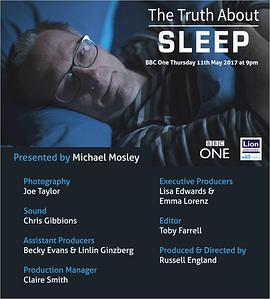 The Truth About
SLEEP
BBC One Thursday 11th May 2017 at 9pm
BBC
ONE
Lion
Presented by Michael Mosley
Photography
Joe Taylor
Sound
Chris Gibbions
Assistant Producers
Becky Evans & Linlin Ginzberg
Production Manager
Claire Smith
Executive Producers
Lisa Edwards &
Emma Lorenz
Editor
Toby Farrell
Produced & Directed by
Russell England